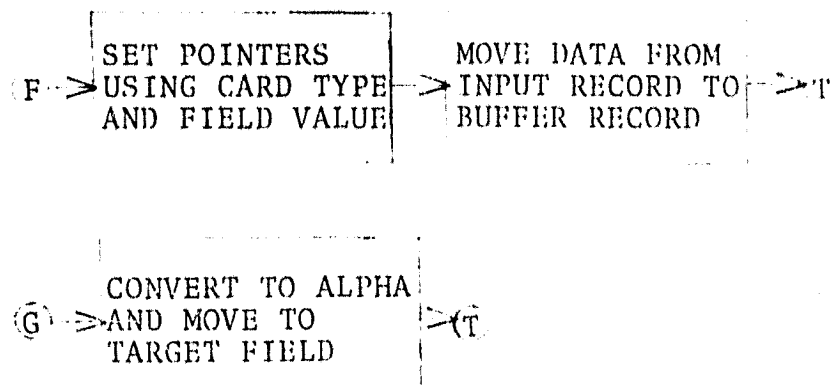 F
SET POINTERS
USING CARD TYPE
AND FIELD VALUE
MOVE DATA FROM
INPUT RECORD TO
BUFFER RECORD
T
G
CONVERT TO ALPHA
AND MOVE TO
TARGET FIELD
T